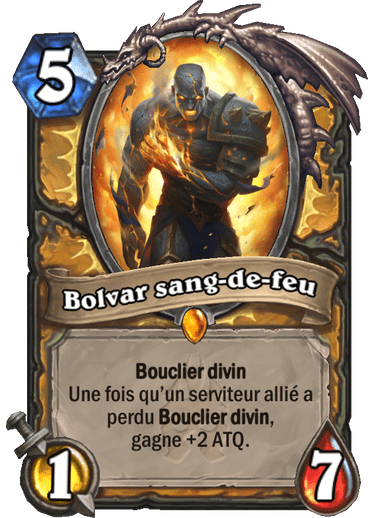 5
Bolvar sang-de-feu
Bouclier divin
Une fois qu'un serviteur allié a
perdu Bouclier divin,
gagne +2 ATQ.
1
7